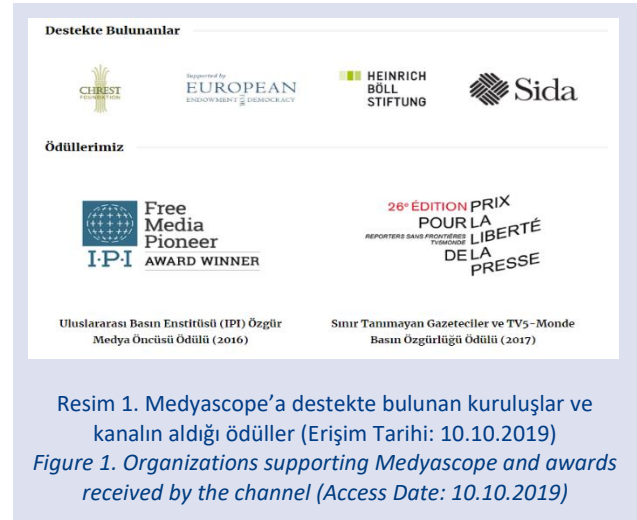 Destekte Bulunanlar
CHREST
FOUNDATION
Supported by
EUROPEAN
ENDOWMENT FOR DEMOCRACY
HEINRICH
BÖLL
STIFTUNG
Sida
Ödüllerimiz
IPI
Free
Media
Pioneer
AWARD WINNER
26e ÉDITION PRIX
POUR LA
REPORTERS SANS FRONTIÈRES
TV5MONDE
LIBERTÉ
DE LA
PRESSE
Uluslararası Basın Enstitüsü (IPI) Özgür
Medya Öncüsü Ödülü (2016)
Sınır Tanımayan Gazeteciler ve TV5-Monde
Basın Özgürlüğü Ödülü (2017)
Resim 1. Medyascope’a destekte bulunan kuruluşlar ve
kanalın aldığı ödüller (Erişim Tarihi: 10.10.2019)
Figure 1. Organizations supporting Medyascope and awards
received by the channel (Access Date: 10.10.2019)